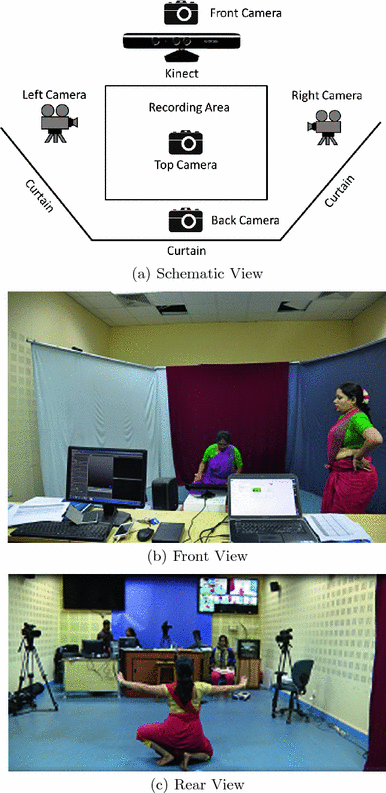 Front Camera
Kinect
Left Camera
Right Camera
Recording Area
Top Camera
Curtain
Curtain
Back Camera
Curtain
(a) Schematic View
(b) Front View
(c) Rear View